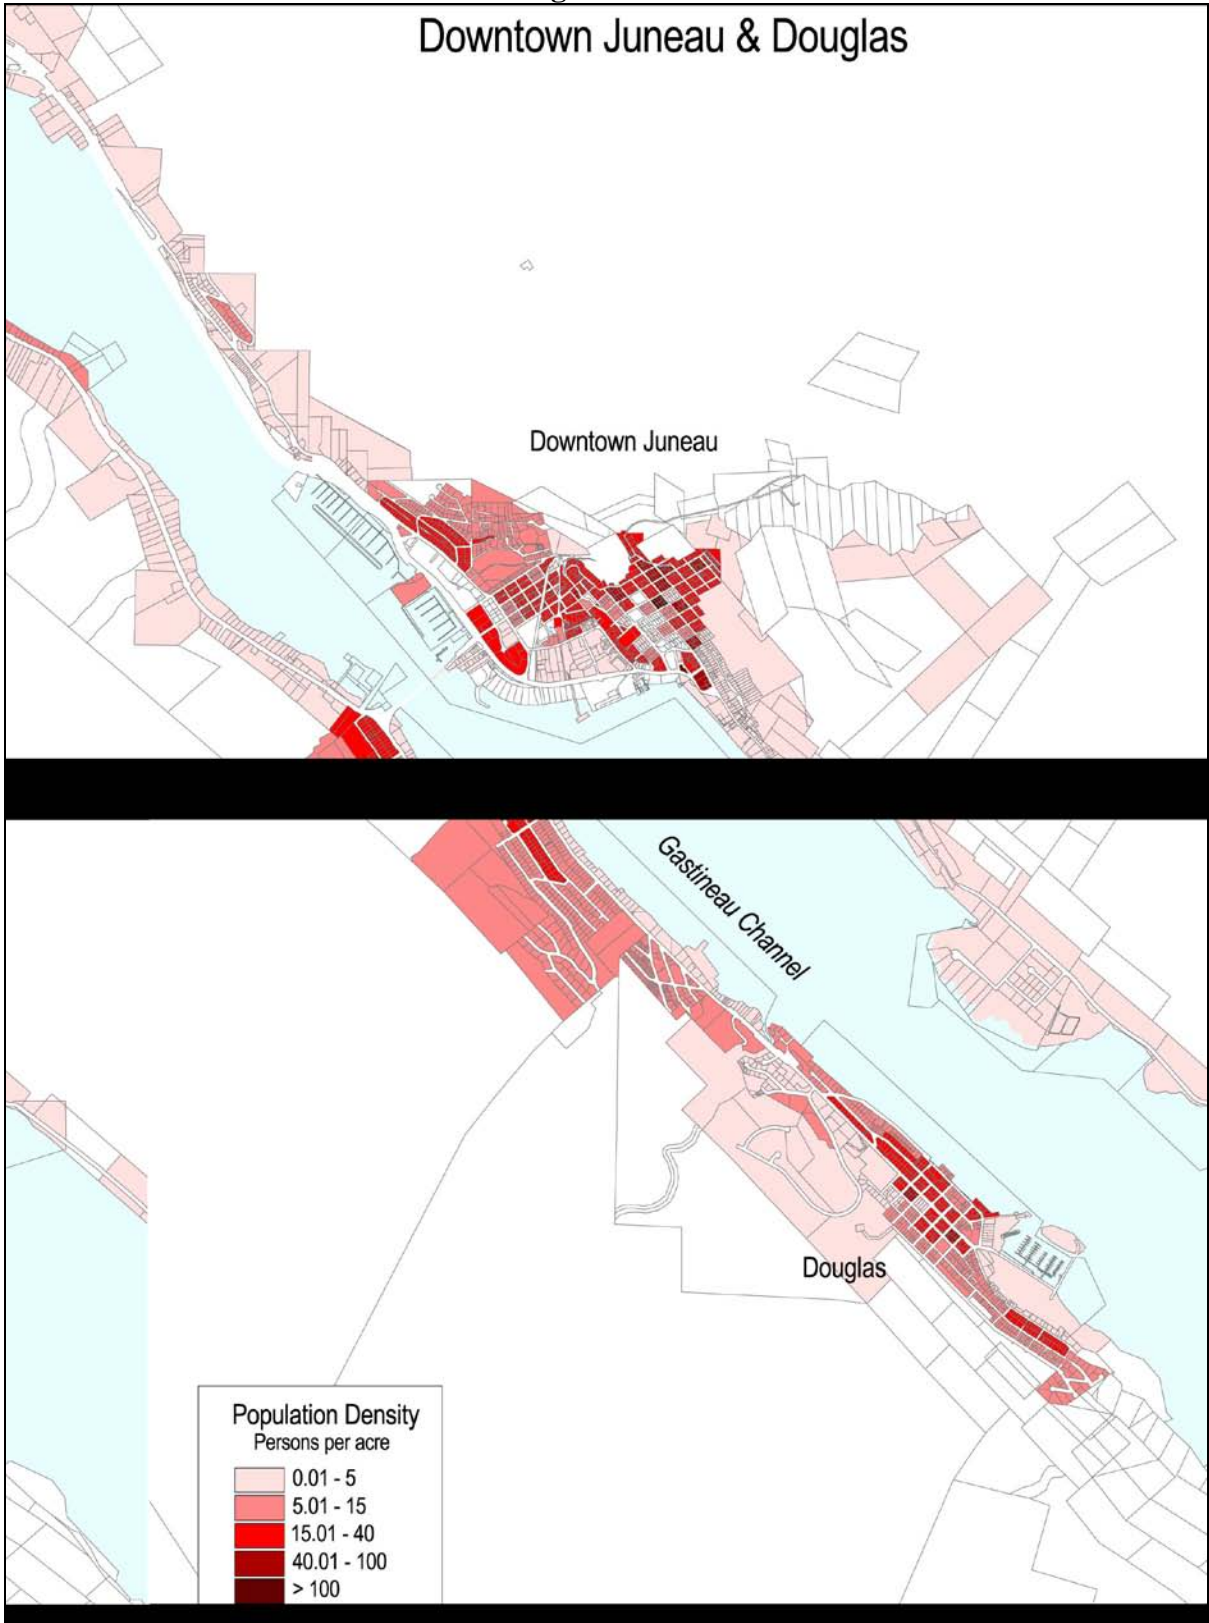 Downtown Juneau & Douglas
Downtown Juneau
Gastineau Channel
Douglas
Population Density
Persons per acre
0.01 - 5
5.01 - 15
15.01 - 40
40.01 - 100
> 100